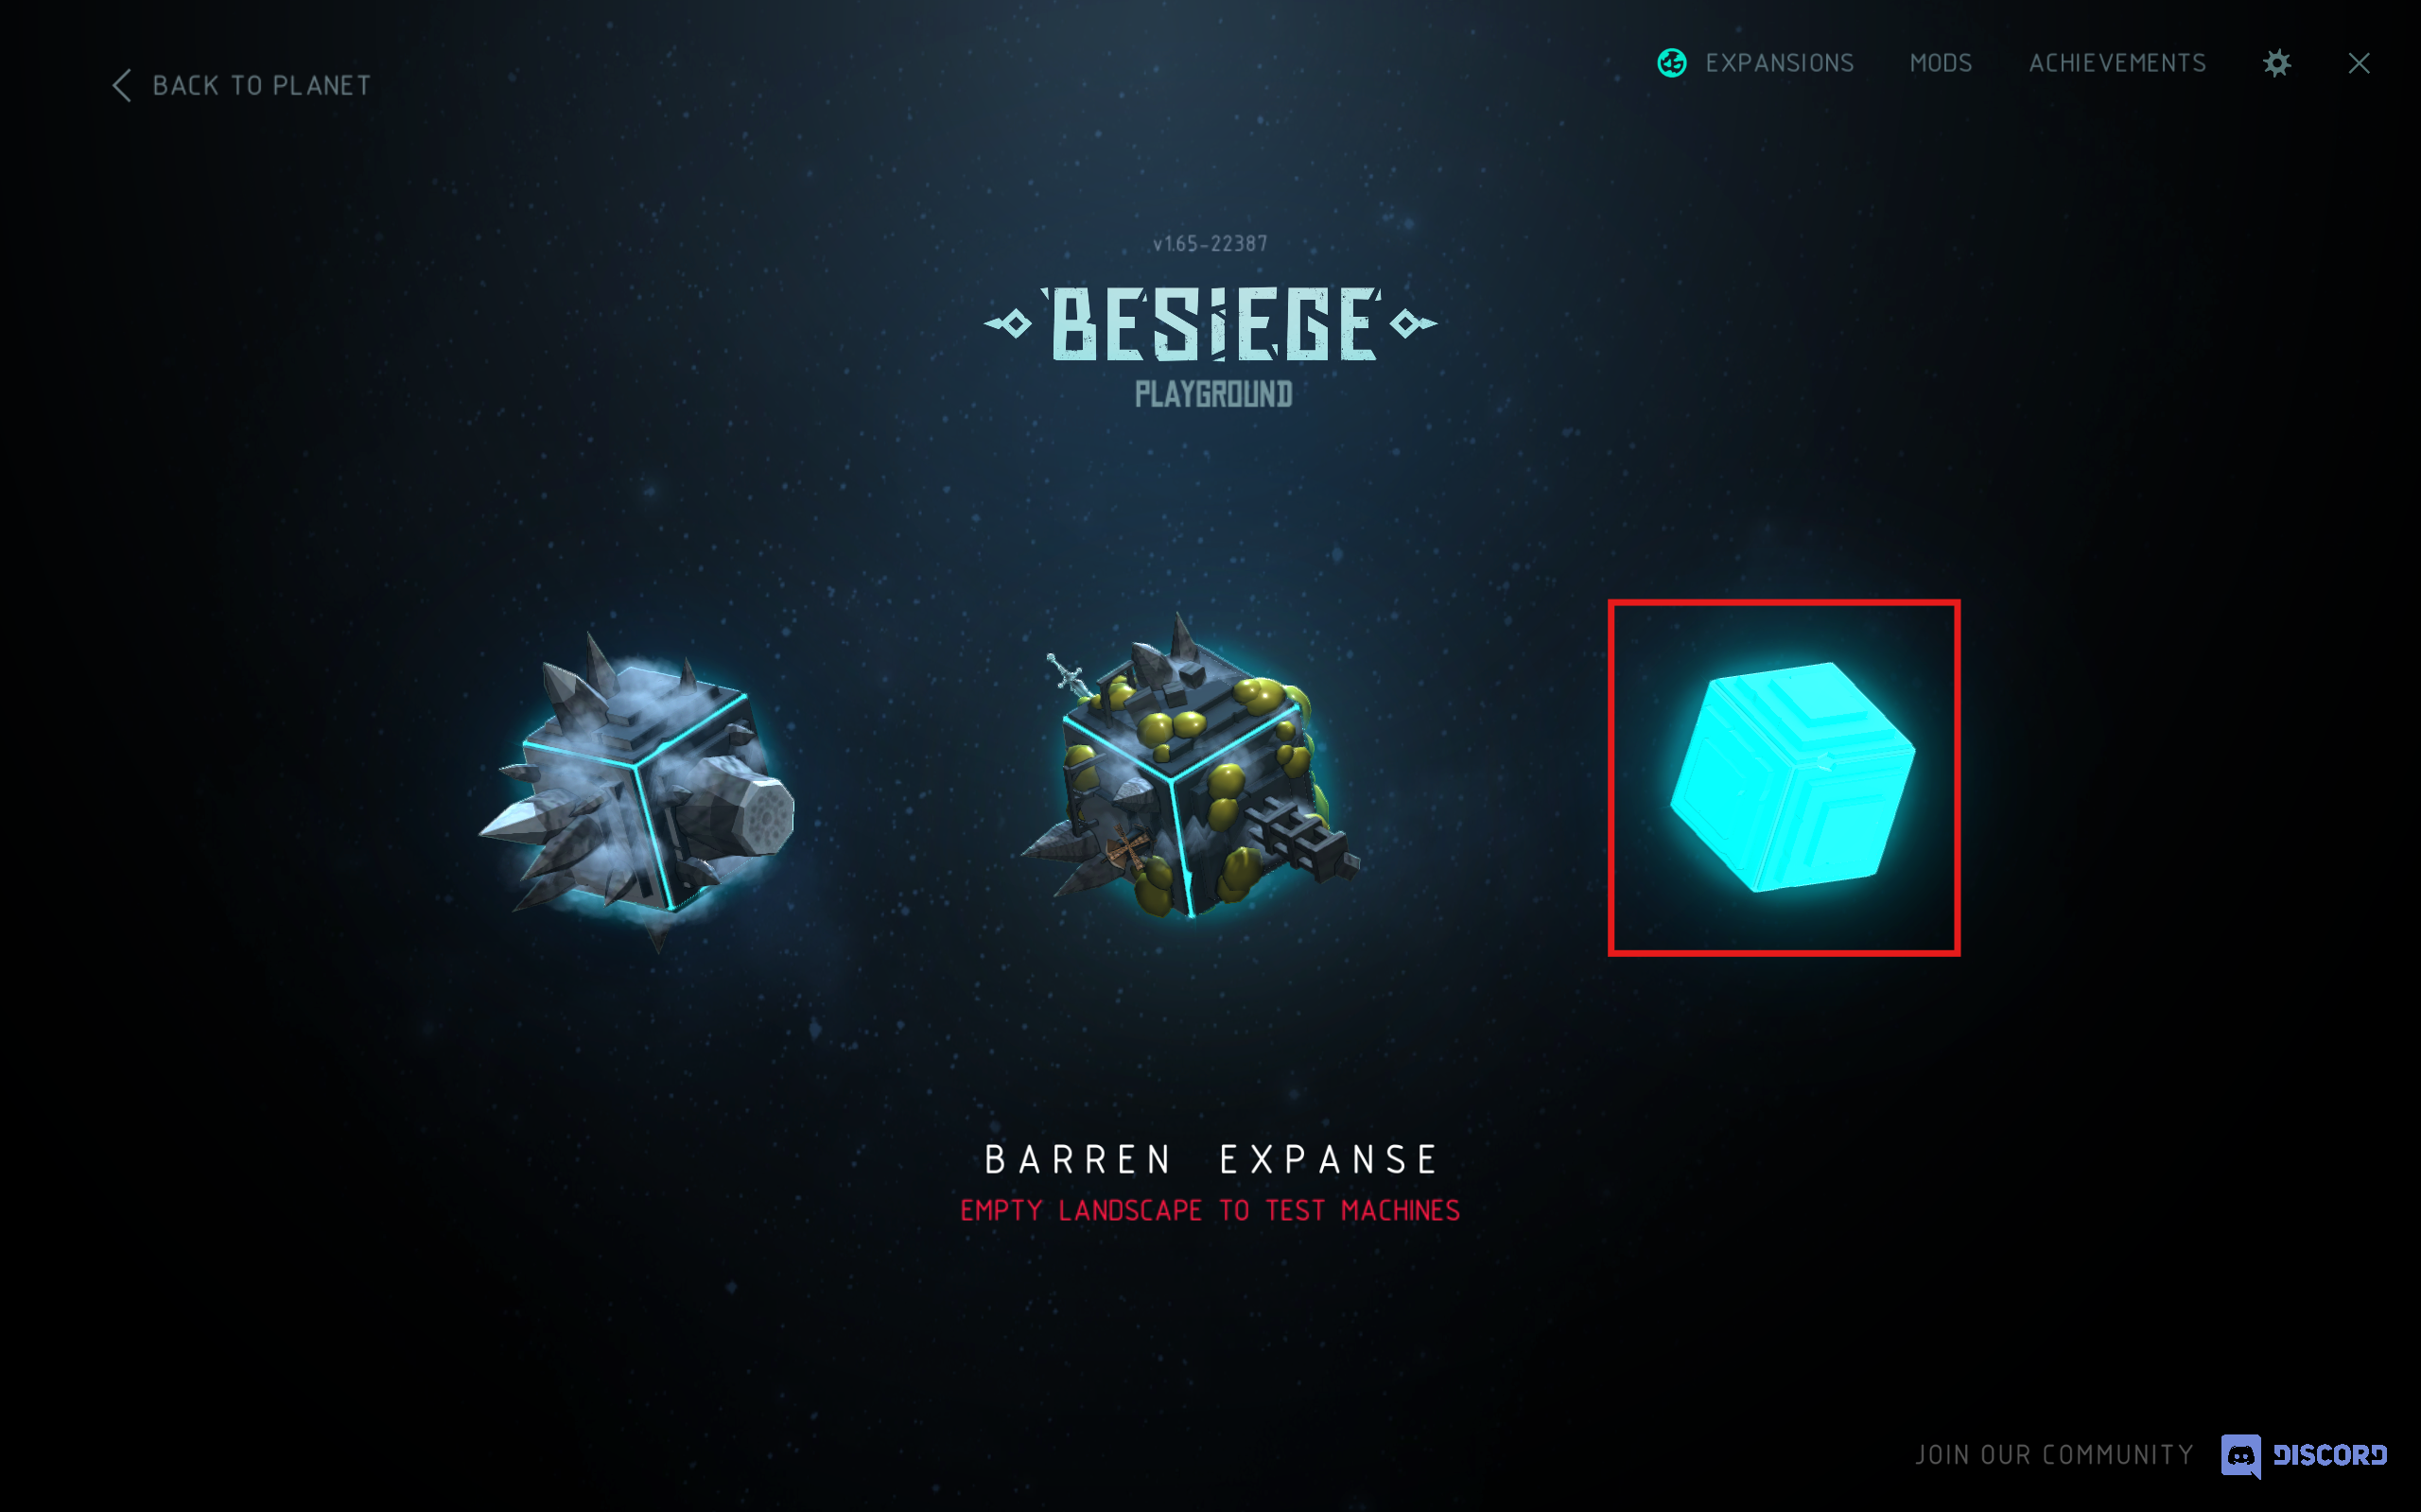 BACK TO PLANET
EXPANSIONS
MODS
ACHIEVEMENTS
v1.65-22387
BESIEGE
PLAYGROUND
BARREN EXPANSE
EMPTY LANDSCAPE TO TEST MACHINES
JOIN OUR COMMUNITY
DISCORD